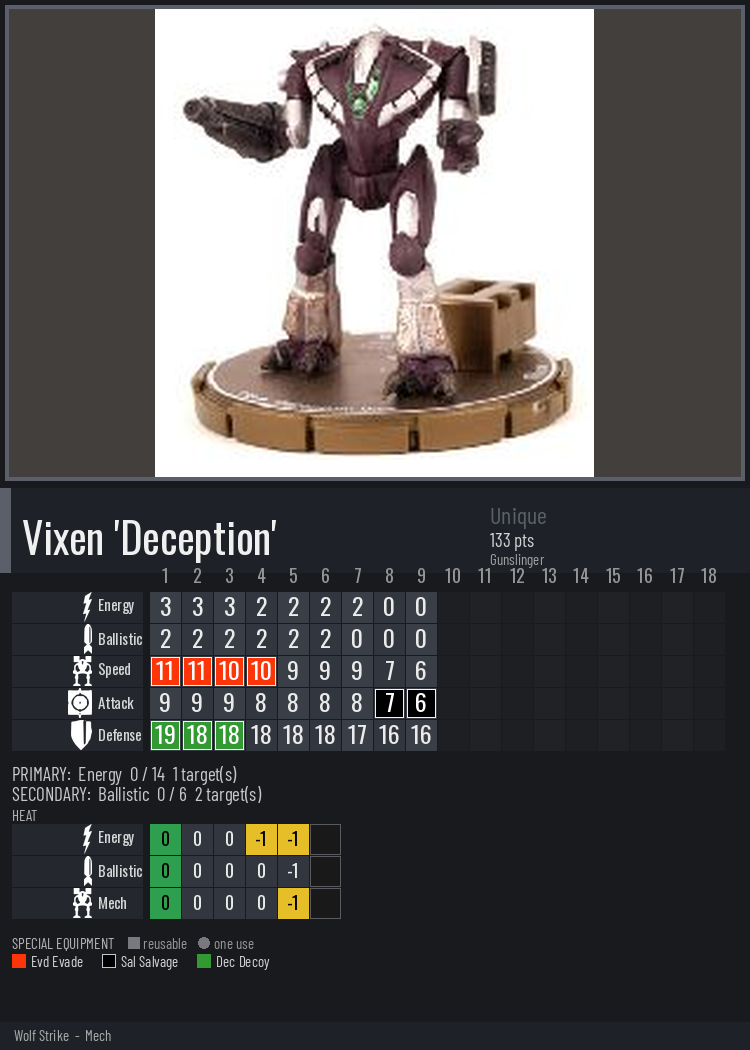 Vixen 'Deception'
Unique
133 pts
Gunslinger
1 2 3 4 5 6 7 8 9 10 11 12 13 14 15 16 17 18
Energy 3 3 3 2 2 2 2 0 0
Ballistic 2 2 2 2 2 2 0 0 0
Speed 11 11 10 10 9 9 9 7 6
Attack 9 9 9 8 8 8 8 7 6
Defense 19 18 18 18 18 18 17 16 16
PRIMARY: Energy 0 / 14 1 target(s)
SECONDARY: Ballistic 0 / 6 2 target(s)
HEAT
Energy 0 0 0 -1 -1
Ballistic 0 0 0 0 -1
Mech 0 0 0 0 -1
SPECIAL EQUIPMENT reusable one use
Evd Evade Sal Salvage Dec Decoy
Wolf Strike - Mech